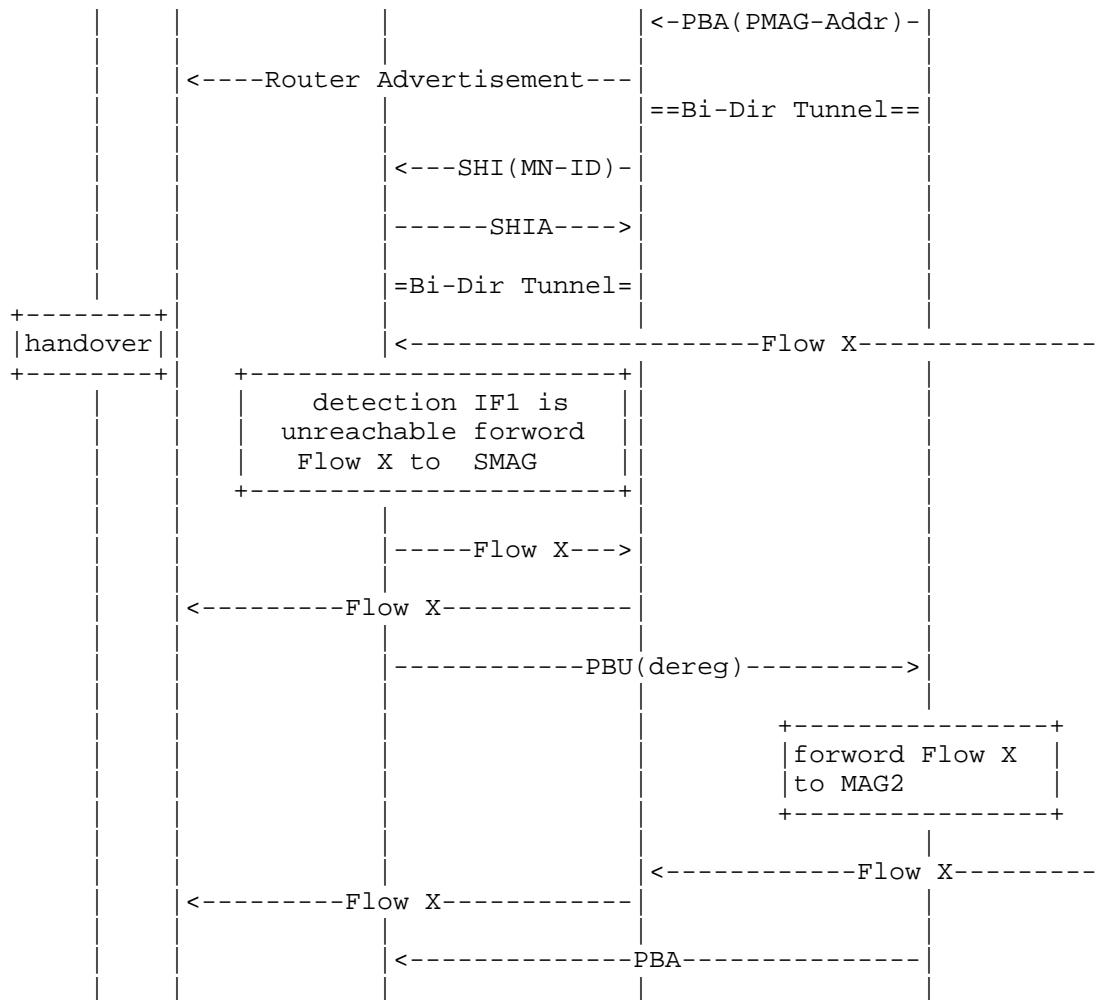 <-PBA(PMAG-Addr)-
<----Router Advertisement---
==Bi-Dir Tunnel==
<---SHI(MN-ID)-
------SHIA---->
=Bi-Dir Tunnel=
handover
<----------------------Flow X---------------
detection IF1 is
unreachable forword
Flow X to SMAG
-----Flow X--->
<---------Flow X------------
------------PBU(dereg)---------->
forword Flow X
to MAG2
<------------Flow X---------
<---------Flow X------------
<--------------PBA---------------